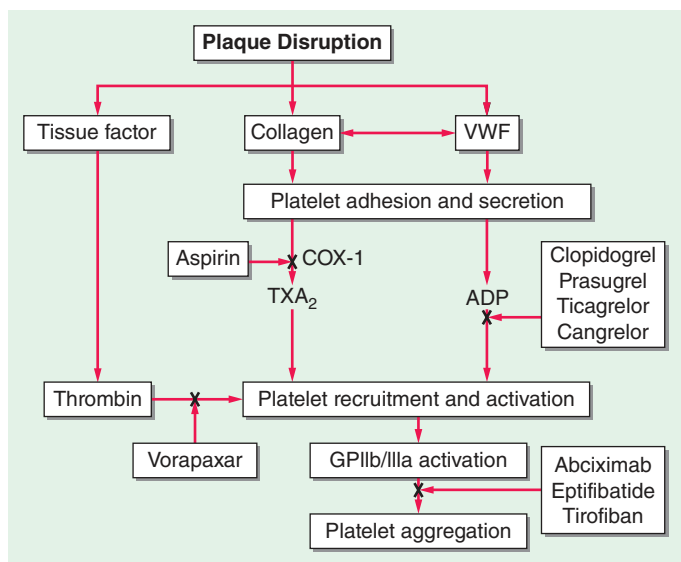 Plaque Disruption
Tissue factor
Collagen
VWF
Platelet adhesion and secretion
Aspirin
COX-1
TXA₂
ADP
Clopidogrel
Prasugrel
Ticagrelor
Cangrelor
Thrombin
Platelet recruitment and activation
Vorapaxar
GPIIb/IIIa activation
Abciximab
Eptifibatide
Tirofiban
Platelet aggregation